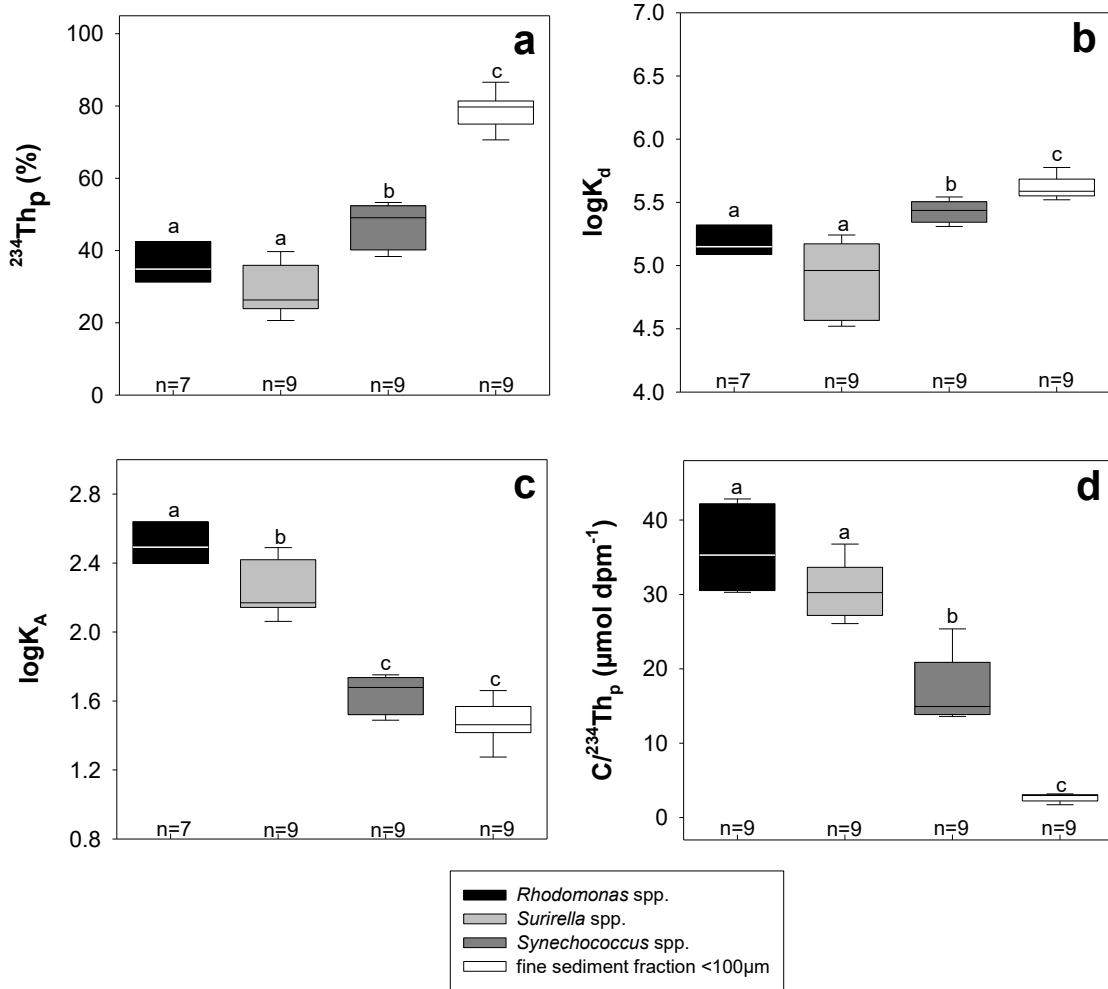 a
100
80
60
40
20
0
²³⁴Thp (%)
a
a
b
c
n=7
n=9
n=9
n=9
b
7.0
6.5
6.0
5.5
5.0
4.5
4.0
logK_d
a
a
b
c
n=7
n=9
n=9
n=9
c
2.8
2.4
2.0
1.6
1.2
0.8
logK_A
a
b
c
c
n=7
n=9
n=9
n=9
d
40
30
20
10
0
C/²³⁴Th_p (µmol dpm⁻¹)
a
a
b
c
n=9
n=9
n=9
n=9
Rhodomonas spp.
Surirella spp.
Synechococcus spp.
fine sediment fraction <100µm